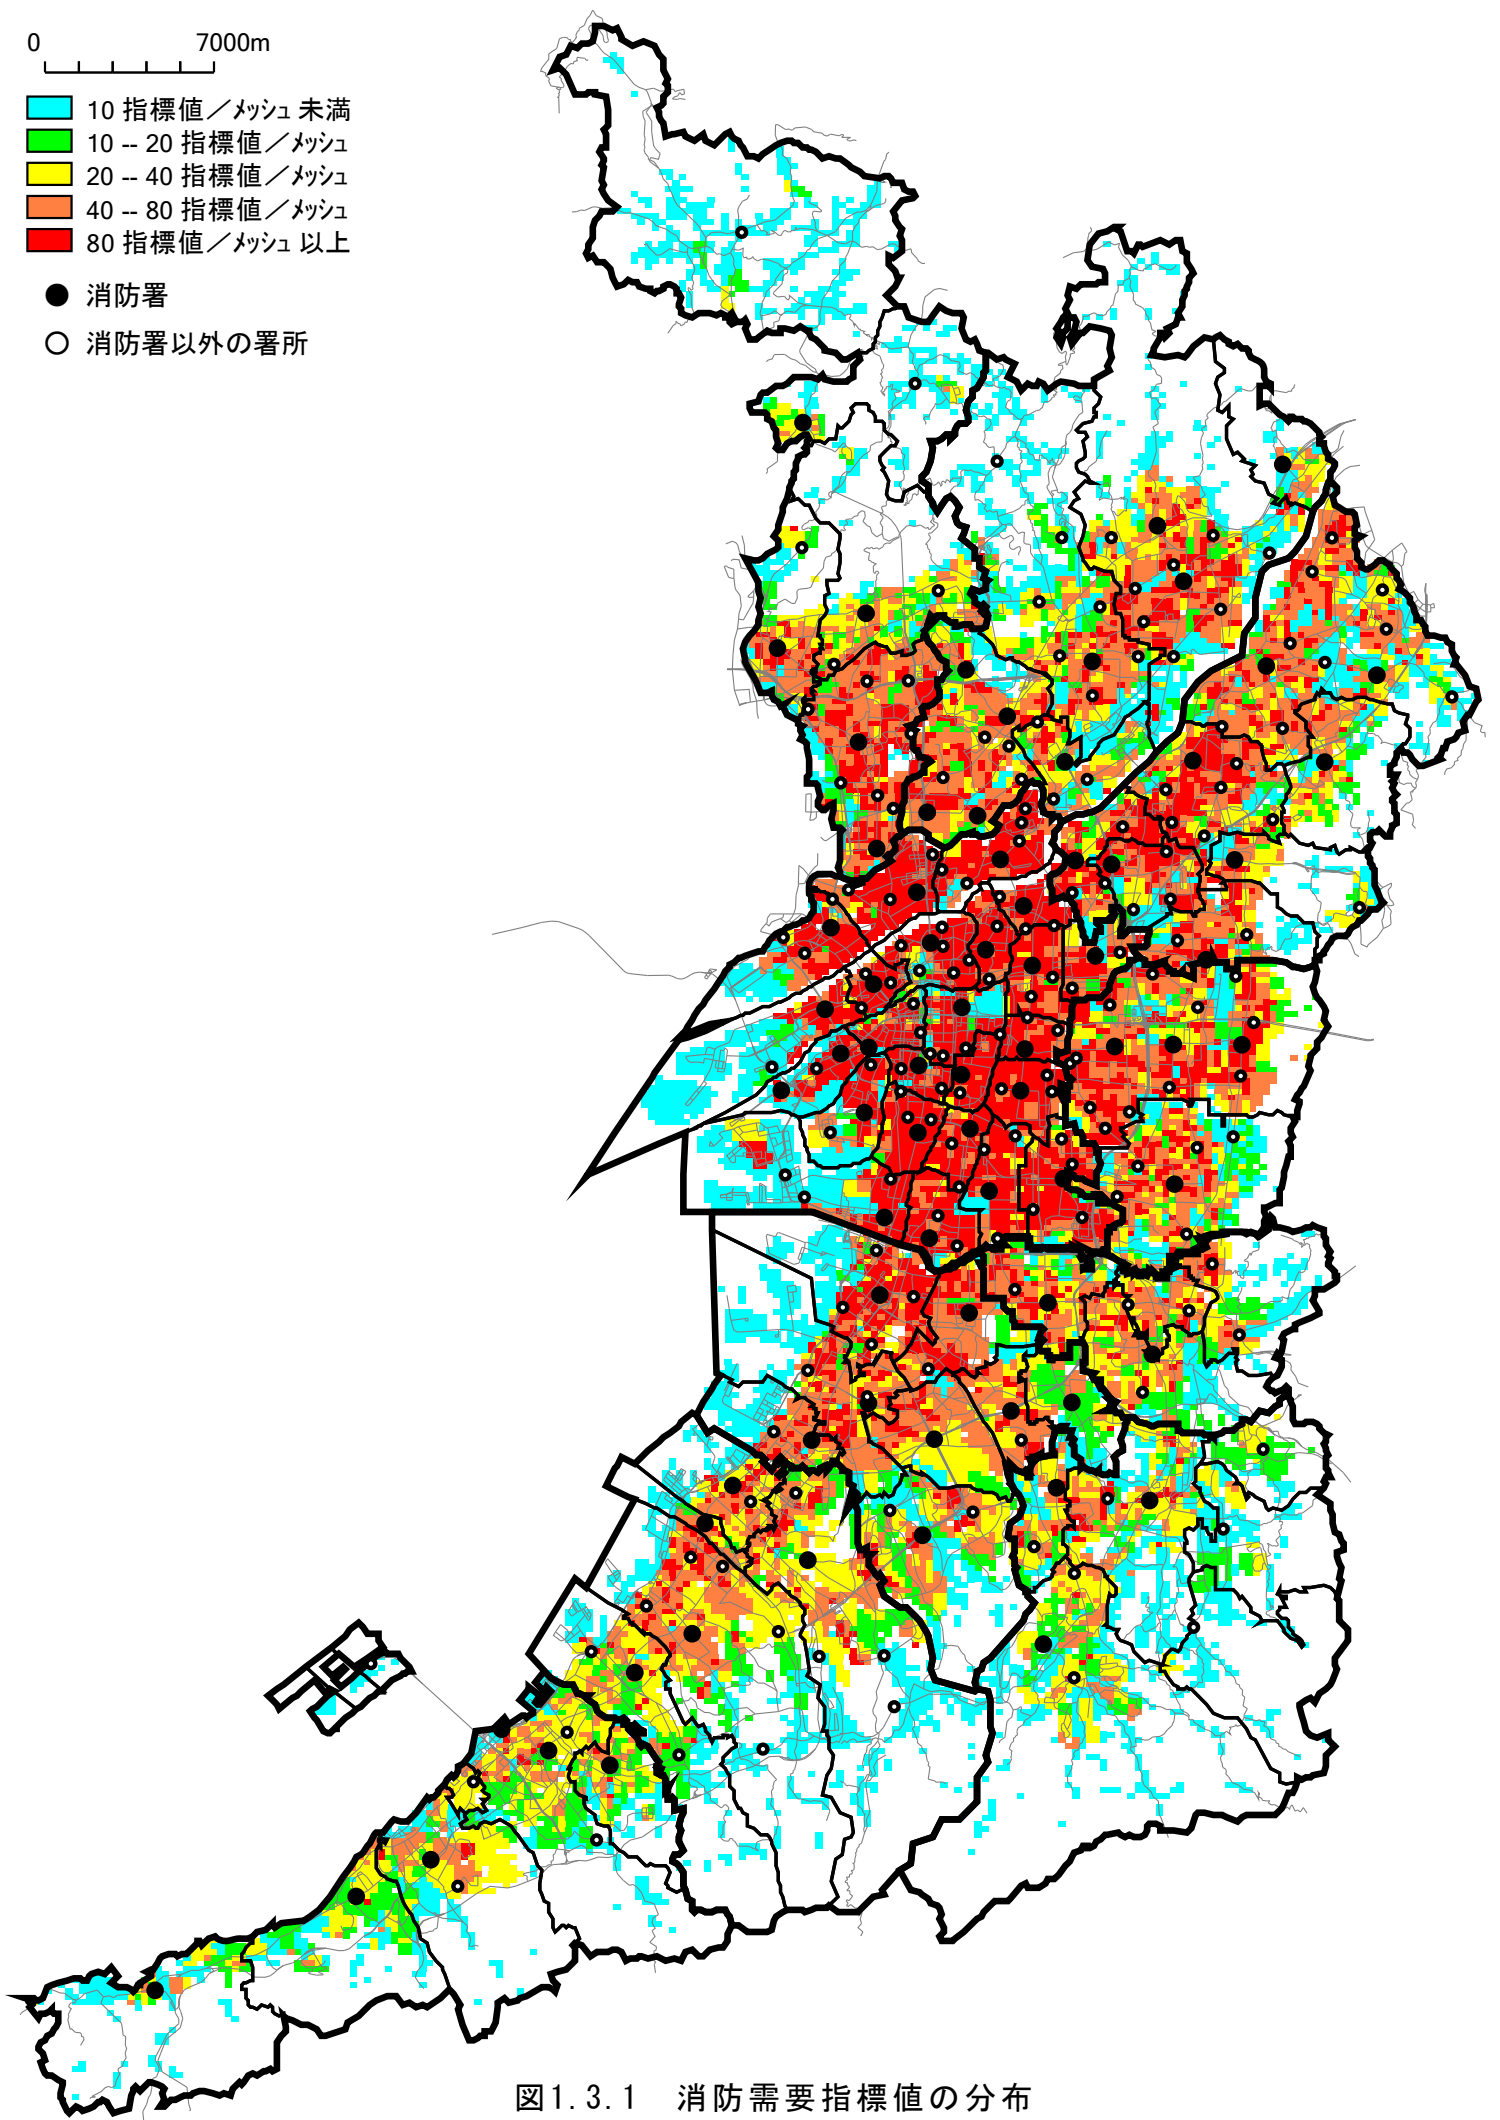 0 7000m
10 指標値／メッシュ 未満
10 -- 20 指標値／メッシュ
20 -- 40 指標値／メッシュ
40 -- 80 指標値／メッシュ
80 指標値／メッシュ 以上
消防署
消防署以外の署所
図1.3.1 消防需要指標値の分布